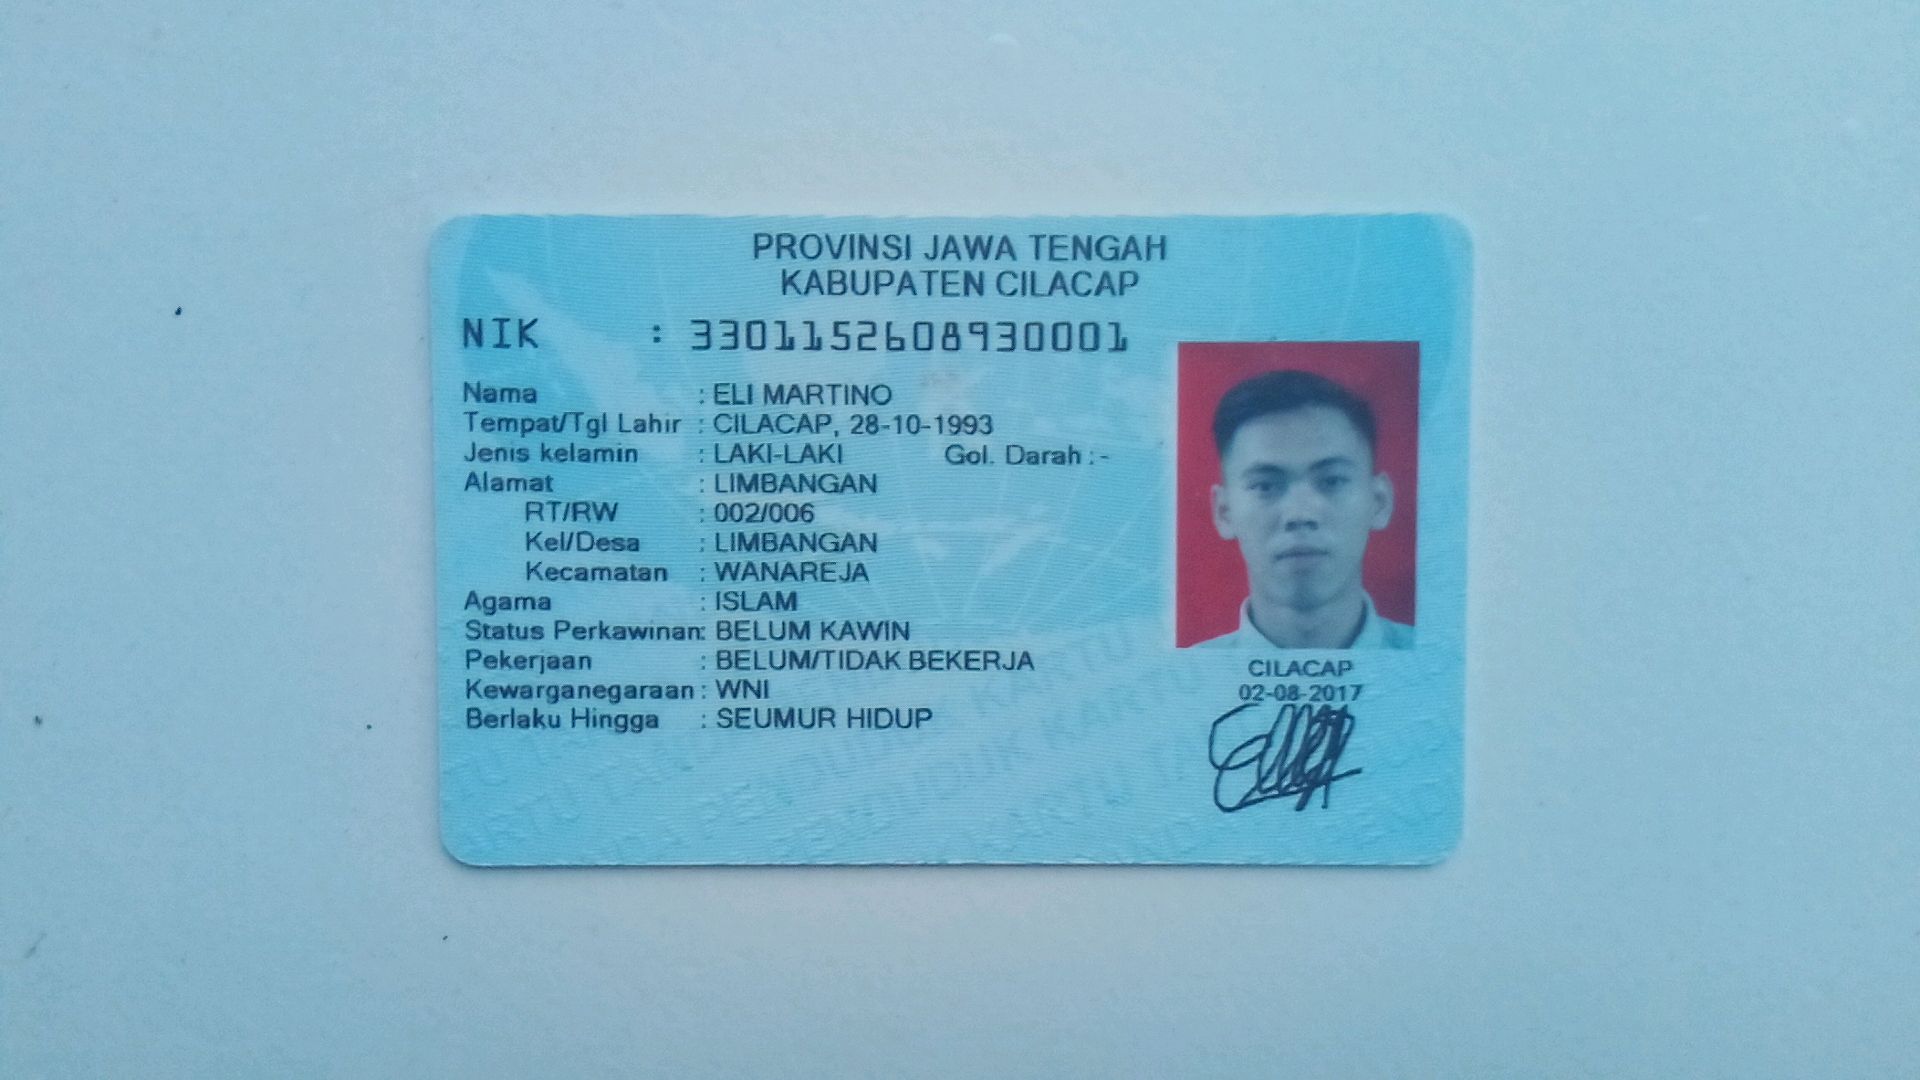 PROVINSI JAWA TENGAH
KABUPATEN CILACAP
NIK : 3301152608930001
Nama : ELI MARTINO
Tempat/Tgl Lahir : CILACAP, 28-10-1993
Jenis kelamin : LAKI-LAKI Gol. Darah : -
Alamat : LIMBANGAN
RT/RW : 002/006
Kel/Desa : LIMBANGAN
Kecamatan : WANAREJA
Agama : ISLAM
Status Perkawinan: BELUM KAWIN
Pekerjaan : BELUM/TIDAK BEKERJA
Kewarganegaraan : WNI
Berlaku Hingga : SEUMUR HIDUP
CILACAP
02-08-2017